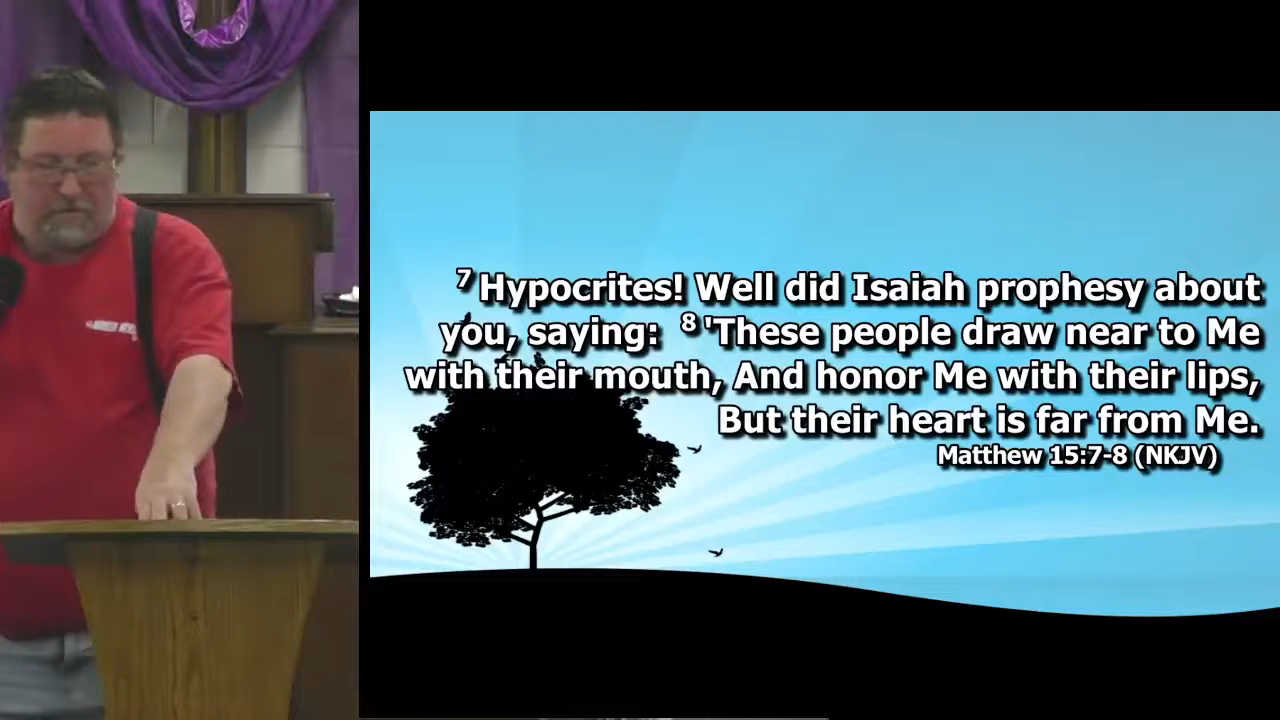 ⁷ Hypocrites! Well did Isaiah prophesy about
you, saying: ⁸ 'These people draw near to Me
with their mouth, And honor Me with their lips,
But their heart is far from Me.
Matthew 15:7-8 (NKJV)